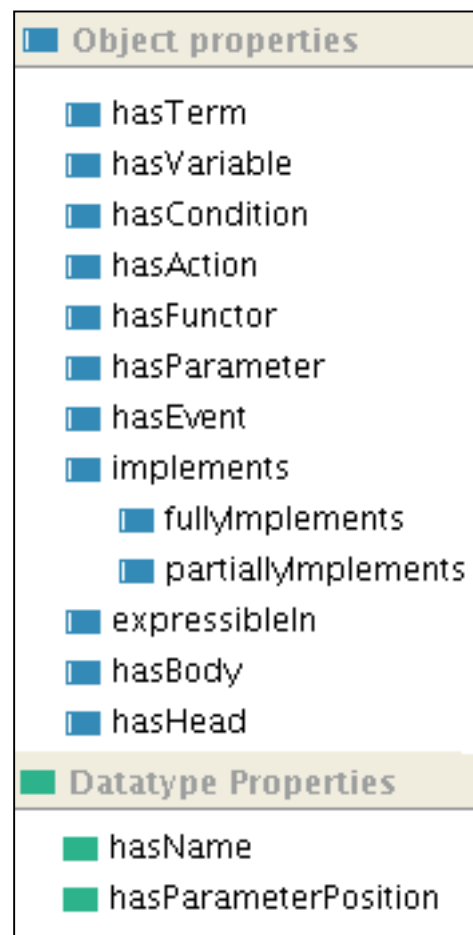 Object properties
hasTerm
hasVariable
hasCondition
hasAction
hasFunctor
hasParameter
hasEvent
implements
fullyImplements
partiallyImplements
expressibleIn
hasBody
hasHead
Datatype Properties
hasName
hasParameterPosition